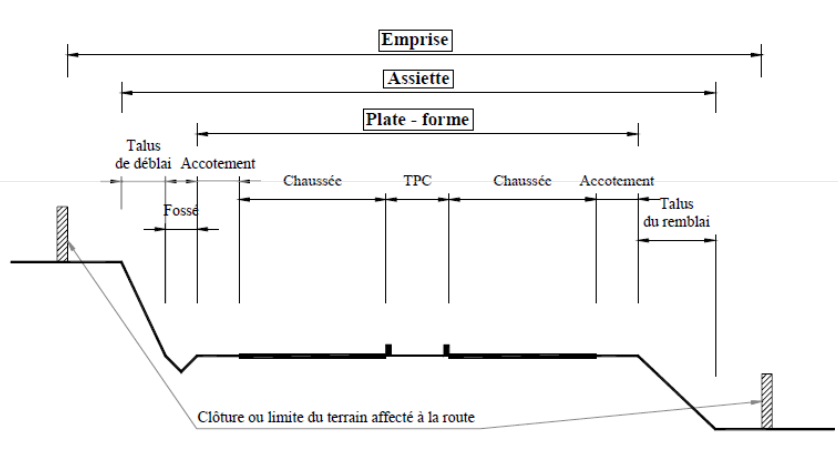 Emprise
Assiette
Plate - forme
Talus
de déblai
Accotement
Chaussée
TPC
Chaussée
Accotement
Fossé
Talus
du remblai
Clôture ou limite du terrain affecté à la route